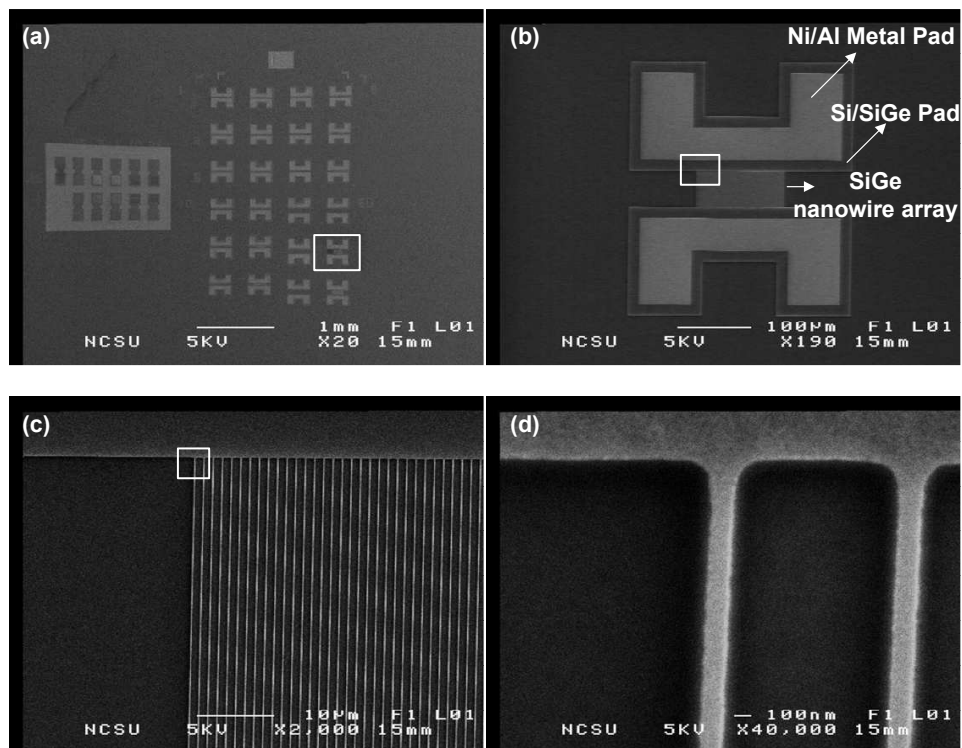 (a)
1mm F1 L01
NCSU 5KV X20 15mm
(b)
Ni/Al Metal Pad
Si/SiGe Pad
SiGe
nanowire array
100µm F1 L01
NCSU 5KV X190 15mm
(c)
10µm F1 L01
NCSU 5KV X2,000 15mm
(d)
100nm F1 L01
NCSU 5KV X40,000 15mm